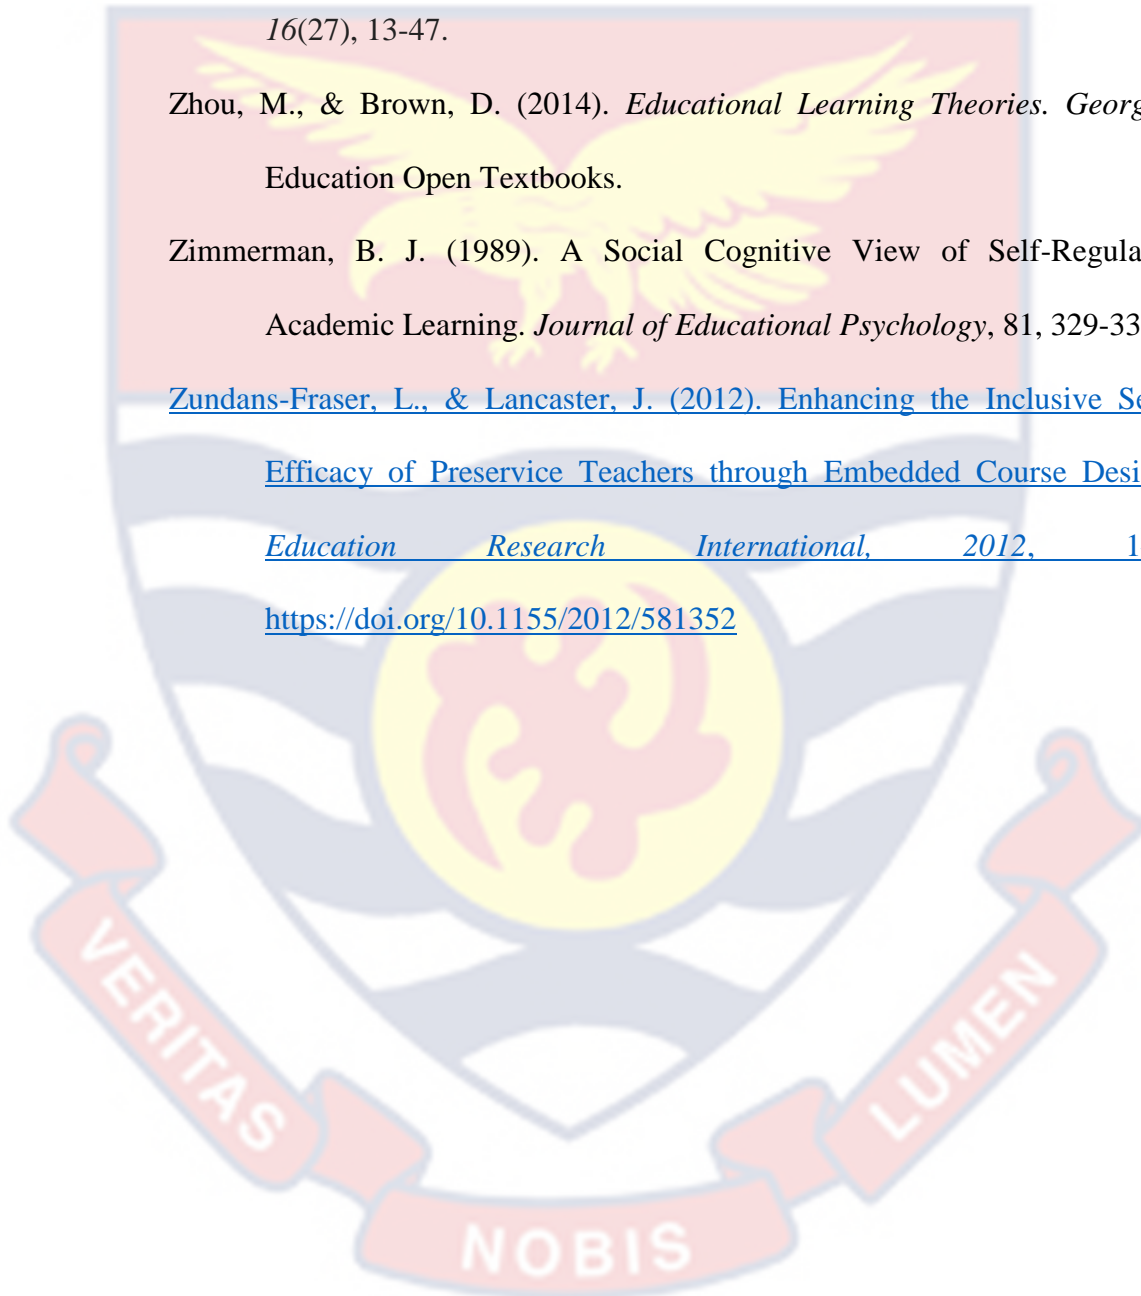 16(27), 13-47.
Zhou, M., & Brown, D. (2014). Educational Learning Theories. Georg
Education Open Textbooks.
Zimmerman, B. J. (1989). A Social Cognitive View of Self-Regula
Academic Learning. Journal of Educational Psychology, 81, 329-33
Zundans-Fraser, L., & Lancaster, J. (2012). Enhancing the Inclusive Se
Efficacy of Preservice Teachers through Embedded Course Desi
Education Research International, 2012, 1
https://doi.org/10.1155/2012/581352
VERITAS
NOBIS
LUMEN